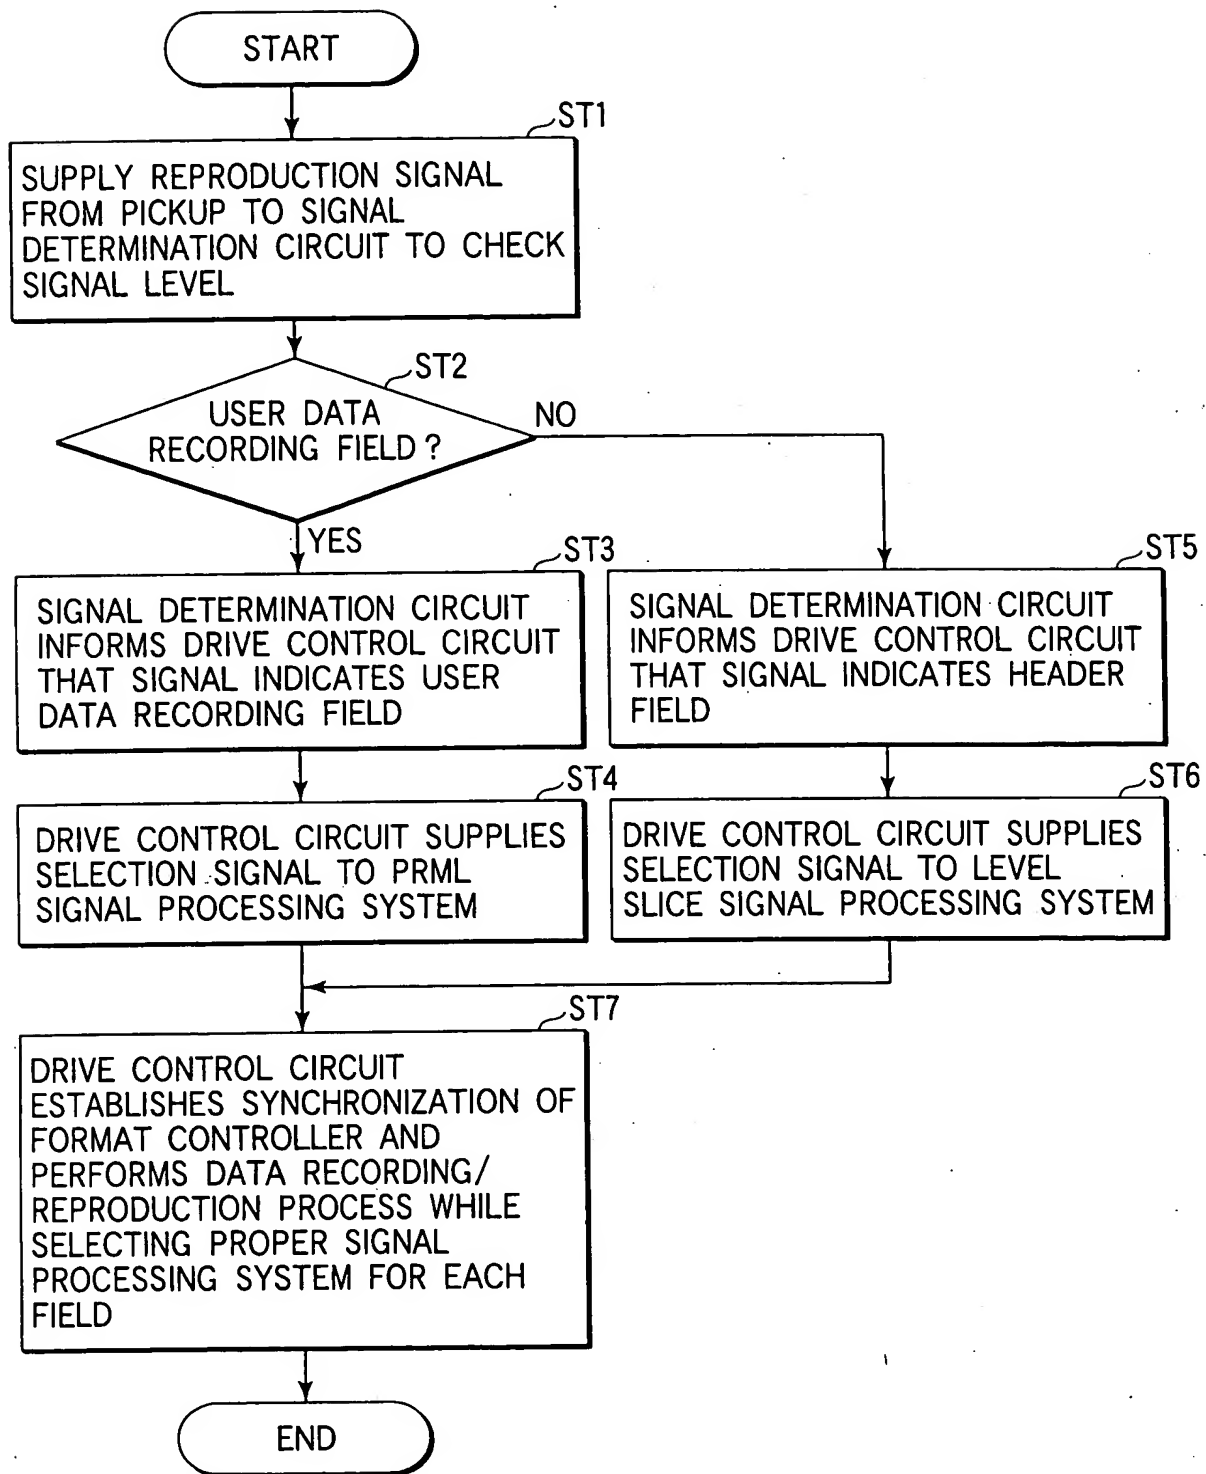 START
ST1
SUPPLY REPRODUCTION SIGNAL
FROM PICKUP TO SIGNAL
DETERMINATION CIRCUIT TO CHECK
SIGNAL LEVEL
ST2
USER DATA
RECORDING FIELD?
NO
YES
ST3
SIGNAL DETERMINATION CIRCUIT
INFORMS DRIVE CONTROL CIRCUIT
THAT SIGNAL INDICATES USER
DATA RECORDING FIELD
ST5
SIGNAL DETERMINATION CIRCUIT
INFORMS DRIVE CONTROL CIRCUIT
THAT SIGNAL INDICATES HEADER
FIELD
ST4
DRIVE CONTROL CIRCUIT SUPPLIES
SELECTION SIGNAL TO PRML
SIGNAL PROCESSING SYSTEM
ST6
DRIVE CONTROL CIRCUIT SUPPLIES
SELECTION SIGNAL TO LEVEL
SLICE SIGNAL PROCESSING SYSTEM
ST7
DRIVE CONTROL CIRCUIT
ESTABLISHES SYNCHRONIZATION OF
FORMAT CONTROLLER AND
PERFORMS DATA RECORDING/
REPRODUCTION PROCESS WHILE
SELECTING PROPER SIGNAL
PROCESSING SYSTEM FOR EACH
FIELD
END